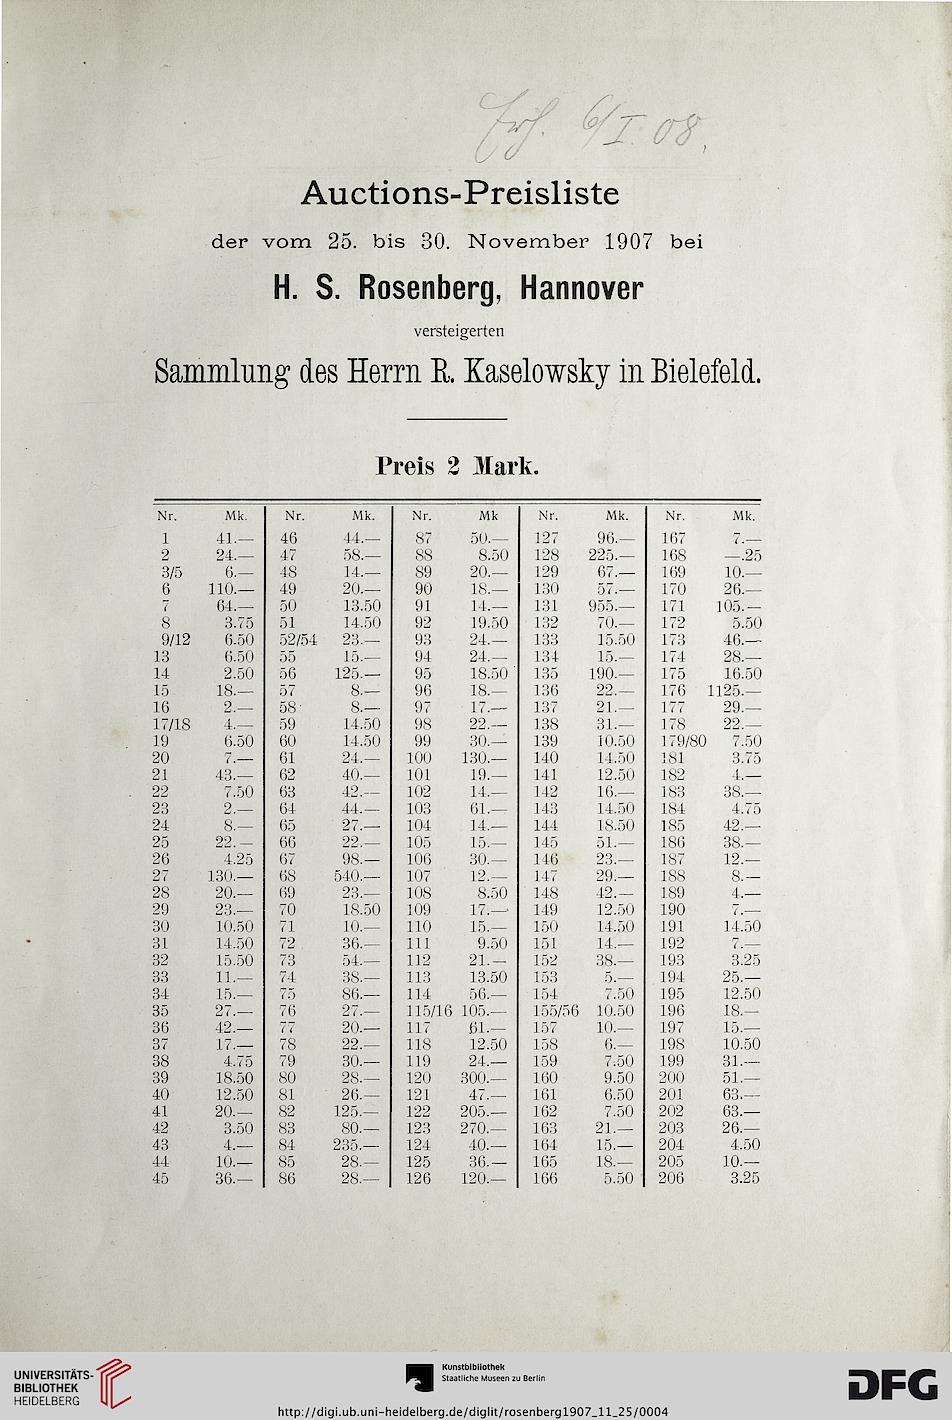 Erh. 6/I. 08.
Auctions-Preisliste
der vom 25. bis 30. November 1907 bei
H. S. Rosenberg, Hannover
versteigerten
Sammlung des Herrn R. Kaselowsky in Bielefeld.
Preis 2 Mark.
Nr. Mk. Nr. Mk. Nr. Mk Nr. Mk. Nr. Mk.
1 41.— 46 44.— 87 50.— 127 96.— 167 7.—
2 24.— 47 58.— 88 8.50 128 225.— 168 —.25
3/5 6.— 48 14.— 89 20.— 129 67.— 169 10.—
6 110.— 49 20.— 90 18.— 130 57.— 170 26.—
7 64.— 50 13.50 91 14.— 131 955.— 171 105.—
8 3.75 51 14.50 92 19.50 132 70.— 172 5.50
9/12 6.50 52/54 23.— 93 24.— 133 15.50 173 46.—
13 6.50 55 15.— 94 24.— 134 15.— 174 28.—
14 2.50 56 125.— 95 18.50 135 190.— 175 16.50
15 18.— 57 8.— 96 18.— 136 22.— 176 1125.—
16 2.— 58 8.— 97 17.— 137 21.— 177 29.—
17/18 4.— 59 14.50 98 22.— 138 31.— 178 22.—
19 6.50 60 14.50 99 30.— 139 10.50 179/80 7.50
20 7.— 61 24.— 100 130.— 140 14.50 181 3.75
21 43.— 62 40.— 101 19.— 141 12.50 182 4.—
22 7.50 63 42.— 102 14.— 142 16.— 183 38.—
23 2.— 64 44.— 103 61.— 143 14.50 184 4.75
24 8.— 65 27.— 104 14.— 144 18.50 185 42.—
25 22.— 66 22.— 105 15.— 145 51.— 186 38.—
26 4.25 67 98.— 106 30.— 146 23.— 187 12.—
27 130.— 68 540.— 107 12.— 147 29.— 188 8.—
28 20.— 69 23.— 108 8.50 148 42.— 189 4.—
29 23.— 70 18.50 109 17.— 149 12.50 190 7.—
30 10.50 71 10.— 110 15.— 150 14.50 191 14.50
31 14.50 72 36.— 111 9.50 151 14.— 192 7.—
32 15.50 73 54.— 112 21.— 152 38.— 193 3.25
33 11.— 74 38.— 113 13.50 153 5.— 194 25.—
34 15.— 75 86.— 114 56.— 154 7.50 195 12.50
35 27.— 76 27.— 115/16 105.— 155/56 10.50 196 18.—
36 42.— 77 20.— 117 61.— 157 10.— 197 15.—
37 17.— 78 22.— 118 12.50 158 6.— 198 10.50
38 4.75 79 30.— 119 24.— 159 7.50 199 31.—
39 18.50 80 28.— 120 300.— 160 9.50 200 51.—
40 12.50 81 26.— 121 47.— 161 6.50 201 63.—
41 20.— 82 125.— 122 205.— 162 7.50 202 63.—
42 3.50 83 80.— 123 270.— 163 21.— 203 26.—
43 4.— 84 235.— 124 40.— 164 15.— 204 4.50
44 10.— 85 28.— 125 36.— 165 18.— 205 10.—
45 36.— 86 28.— 126 120.— 166 5.50 206 3.25
UNIVERSITÄTS-
BIBLIOTHEK
HEIDELBERG
Kunstbibliothek
Staatliche Museen zu Berlin
DFG
http://digi.ub.uni-heidelberg.de/diglit/rosenberg1907_11_25/0004